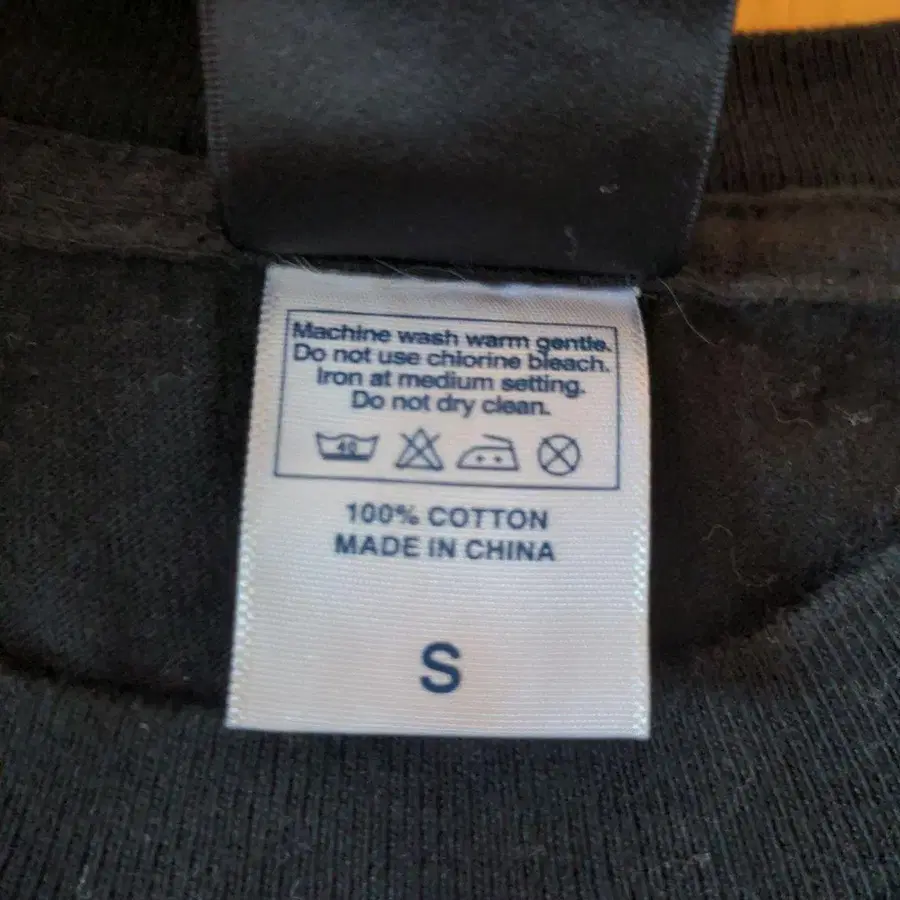 Machine wash warm gentle.
Do not use chlorine bleach.
Iron at medium setting.
Do not dry clean.
40
100% COTTON
MADE IN CHINA
S